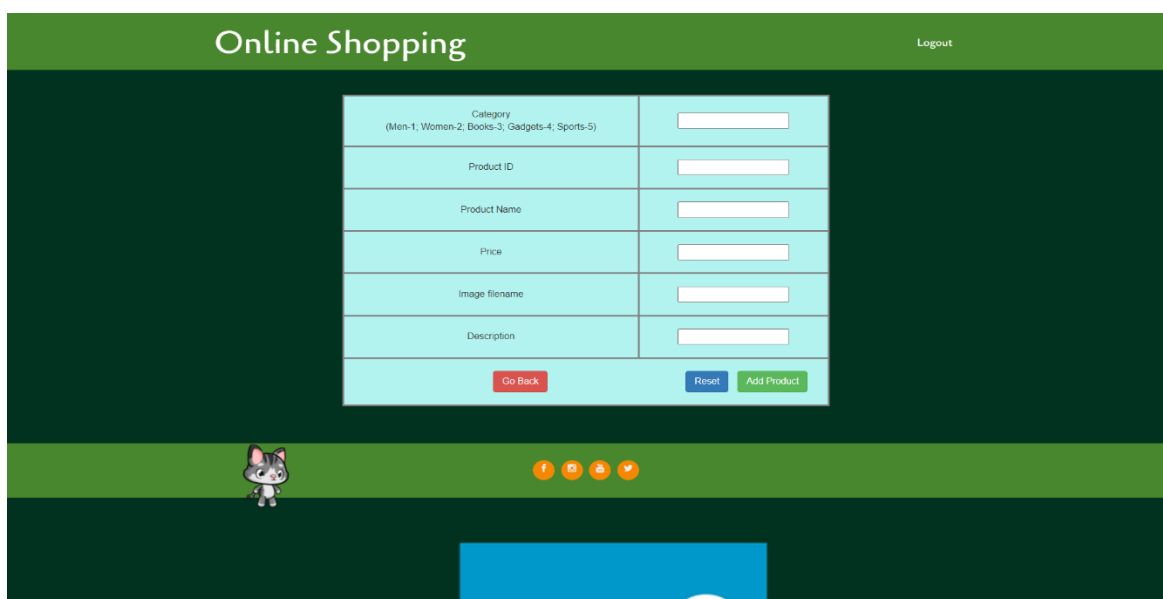 Online Shopping
Logout
Category
(Men-1; Women-2; Books-3; Gadgets-4; Sports-5)
Product ID
Product Name
Price
Image filename
Description
Go Back
Reset
Add Product